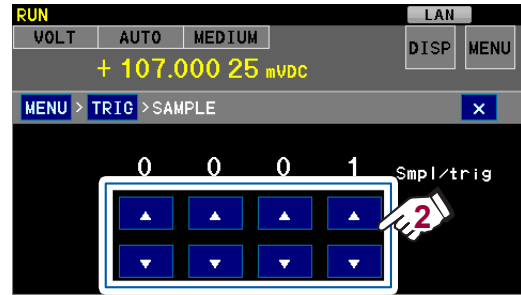 RUN LAN
VOLT AUTO MEDIUM DISP MENU
+ 107.000 25 mVDC
MENU > TRIG > SAMPLE ×
0 0 0 1 Smpl/trig
▲ ▲ ▲ ▲ 2
▼ ▼ ▼ ▼